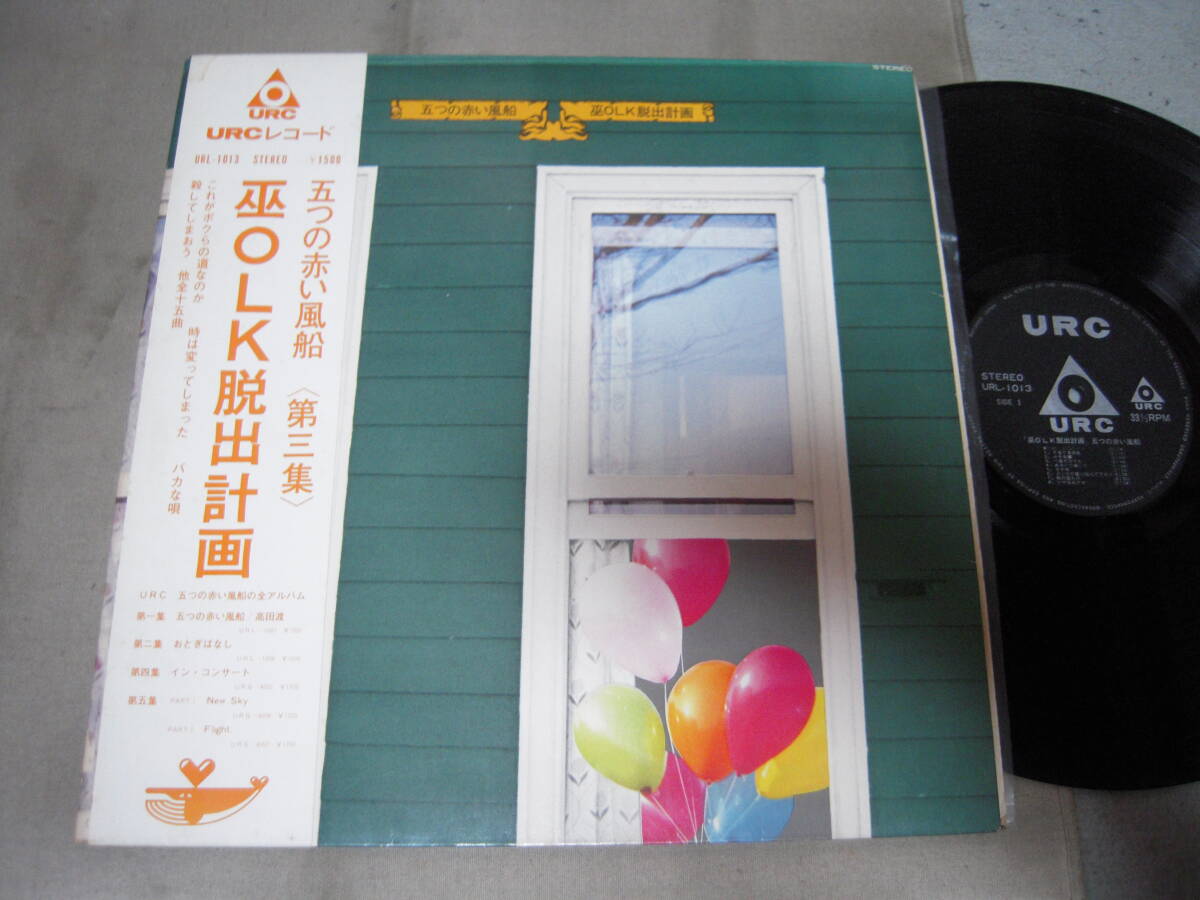 URC
URCレコード
URL-1013 STEREO ¥1500
五つの赤い風船〈第三集〉
巫OLK脱出計画
これがボクらの道なのか 時は変ってしまった バカな唄
殺してしまおう 他全十五曲
URC 五つの赤い風船の全アルバム
第一集 五つの赤い風船/高田渡
第二集 おとぎばなし
第四集 イン・コンサート
第五集 PART1 New Sky
PART2 Flight
STEREO
五つの赤い風船
巫OLK脱出計画
URC
STEREO
URL-1013
SIDE 1
URC
URC
33⅓RPM
「巫OLK脱出計画」五つの赤い風船